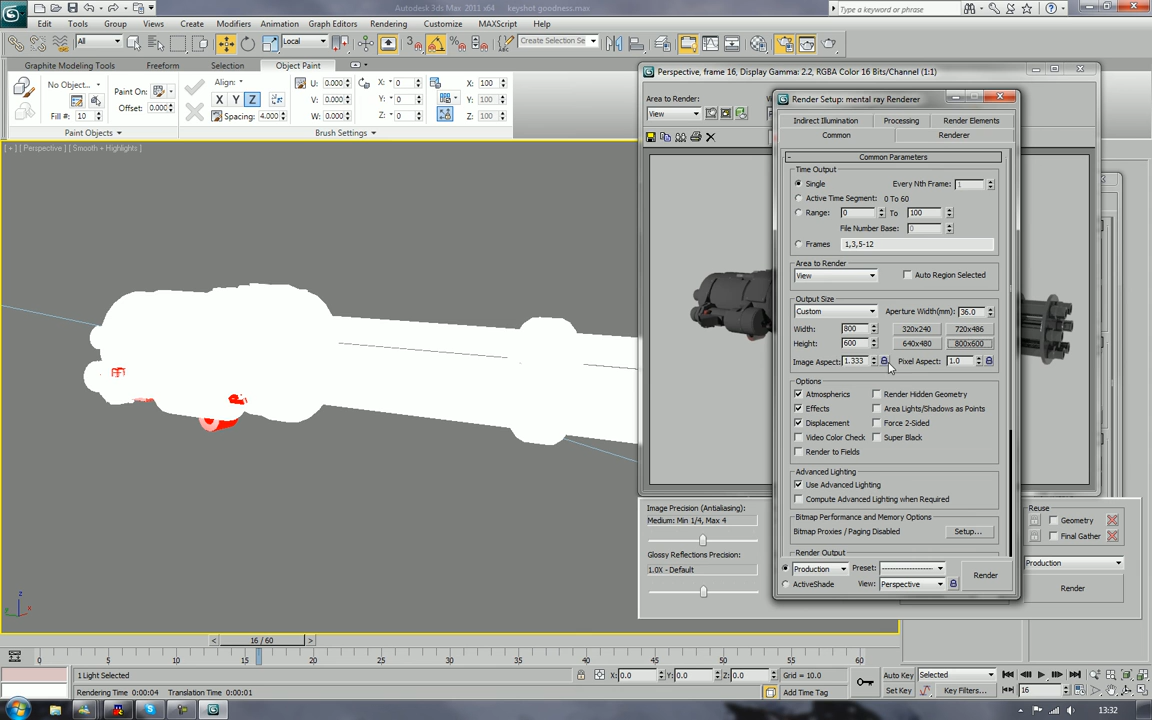 Autodesk 3ds Max 2011 x64 keyshot goodness.max
Type a keyword or phrase
Edit Tools Group Views Create Modifiers Animation Graph Editors Rendering Customize MAXScript Help
All Local Create Selection Se
Graphite Modeling Tools Freeform Selection Object Paint
No Object... Paint On: Align: U: 0.000 X: 0 X: 100
X Y Z V: 0.000 Y: 0 Y: 100
Offset: 0.000
Fill #: 10 Spacing: 4.000 W: 0.000 Z: 0 Z: 100
Paint Objects Brush Settings
[ + ] [ Perspective ] [ Smooth + Highlights ]
Perspective, frame 16, Display Gamma: 2.2, RGBA Color 16 Bits/Channel (1:1)
Area to Render:
View
Render Setup: mental ray Renderer
Indirect Illumination Processing Render Elements
Common Renderer
Common Parameters
Time Output
Single Every Nth Frame: 1
Active Time Segment: 0 To 60
Range: 0 To 100
File Number Base: 0
Frames 1,3,5-12
Area to Render
View Auto Region Selected
Output Size
Custom Aperture Width(mm): 36.0
Width: 800 320x240 720x486
Height: 600 640x480 800x600
Image Aspect: 1.333 Pixel Aspect: 1.0
Options
Atmospherics Render Hidden Geometry
Effects Area Lights/Shadows as Points
Displacement Force 2-Sided
Video Color Check Super Black
Render to Fields
Advanced Lighting
Use Advanced Lighting
Compute Advanced Lighting when Required
Bitmap Performance and Memory Options
Bitmap Proxies / Paging Disabled Setup...
Render Output
Production Preset: Render
ActiveShade View: Perspective
Image Precision (Antialiasing):
Medium: Min 1/4, Max 4
Glossy Reflections Precision:
1.0X - Default
Reuse
Geometry
Final Gather
Production
Render
16 / 60
0 5 10 15 20 25 30 35 40 45 50 55 60
1 Light Selected X: 0.0 Y: 0.0 Z: 0.0 Grid = 10.0 Auto Key Selected
Rendering Time 0:00:04 Translation Time 0:00:01 Add Time Tag Set Key Key Filters... 16
13:32